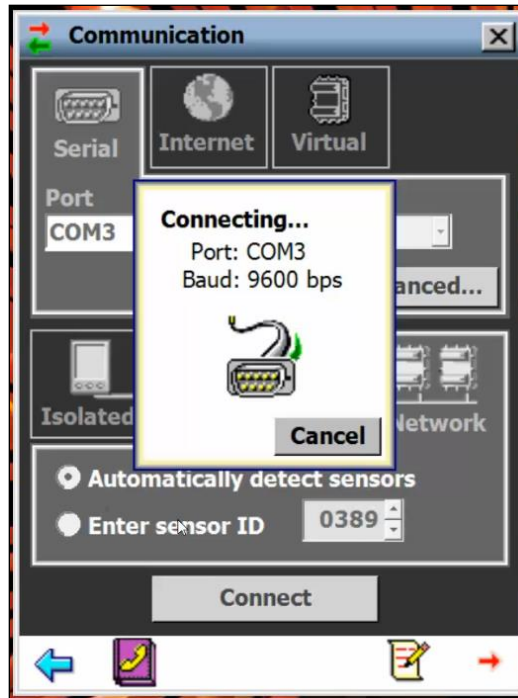 Communication
Serial
Internet
Virtual
Port
COM3
Connecting...
Port: COM3
Baud: 9600 bps
anced...
Cancel
Isolated
Network
Automatically detect sensors
Enter sensor ID
0389
Connect